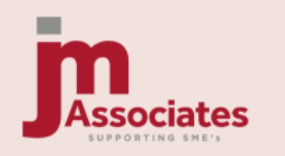 jm
Associates
SUPPORTING SME's